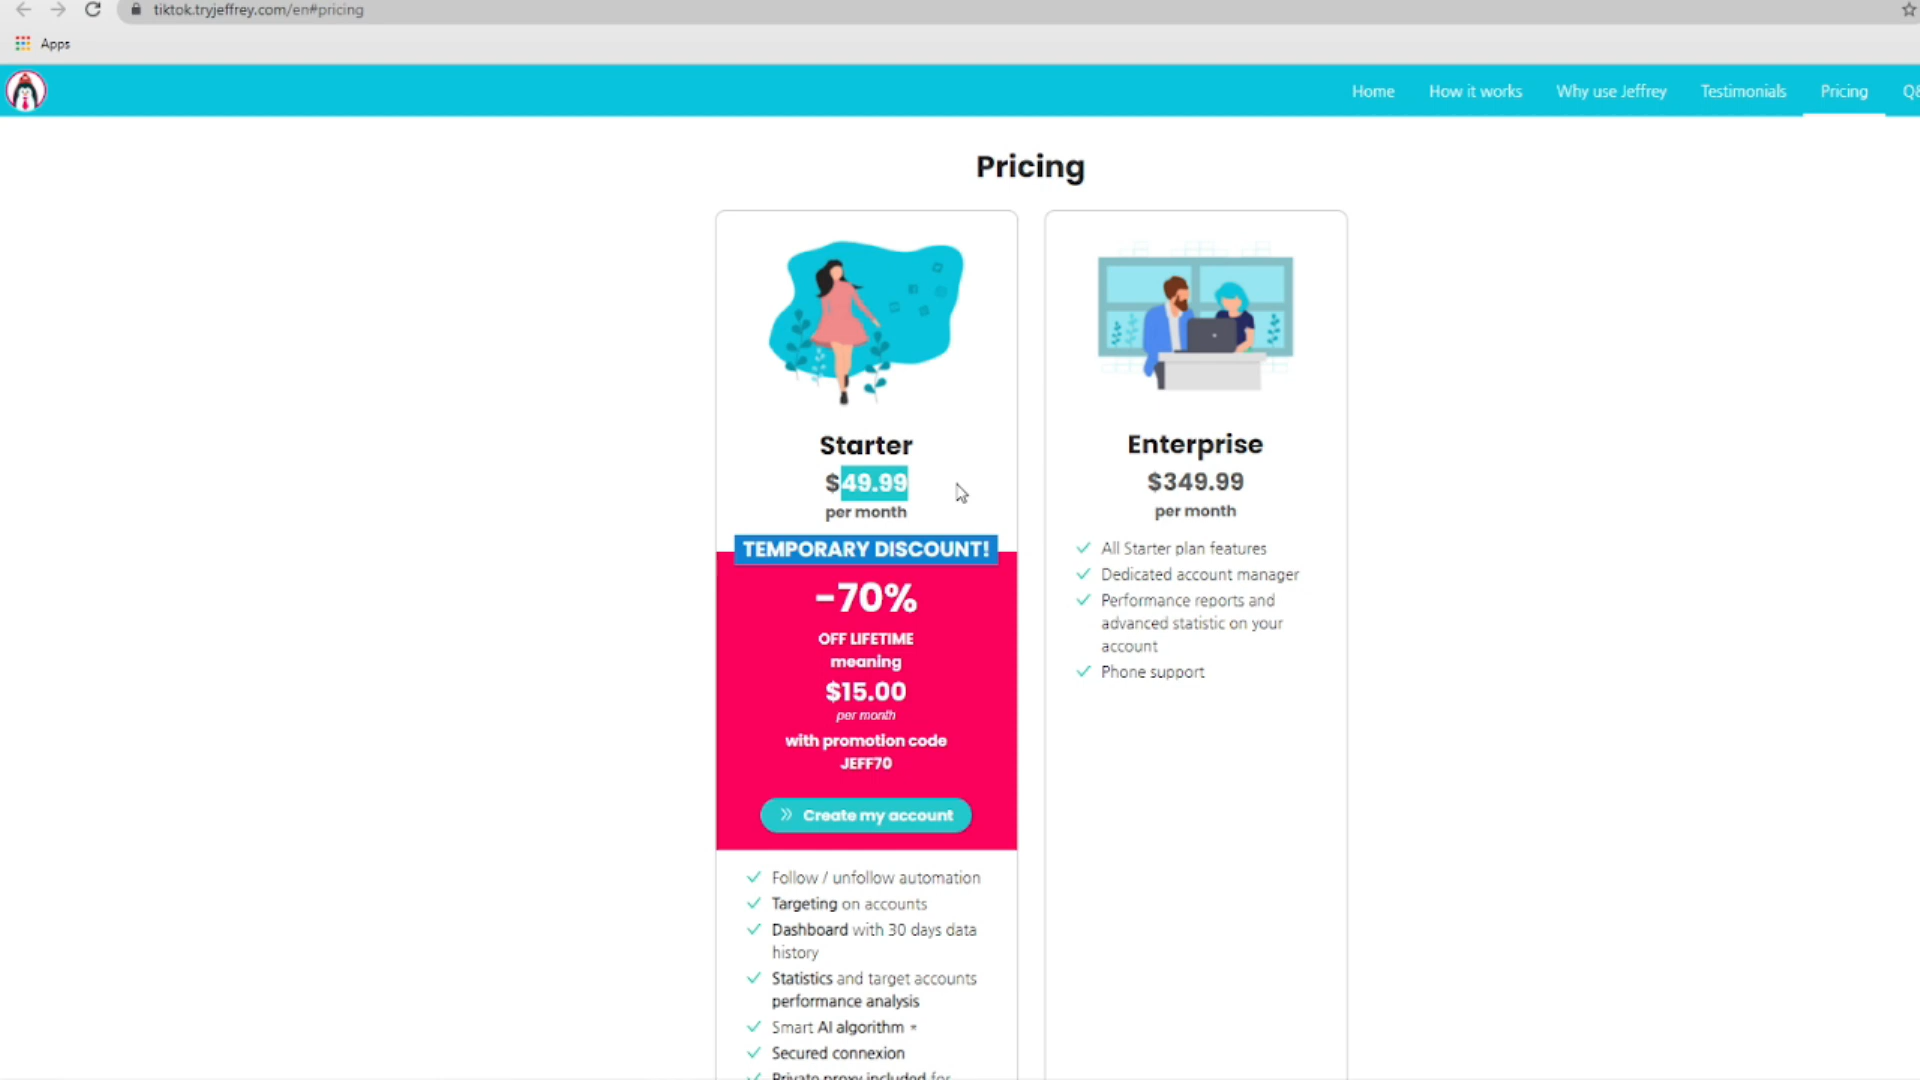 tiktok.tryjeffrey.com/en#pricing
Apps
Home
How it works
Why use Jeffrey
Testimonials
Pricing
Pricing
Starter
$49.99
per month
TEMPORARY DISCOUNT!
-70%
OFF LIFETIME
meaning
$15.00
per month
with promotion code
JEFF70
Create my account
Follow / unfollow automation
Targeting on accounts
Dashboard with 30 days data
history
Statistics and target accounts
performance analysis
Smart AI algorithm *
Secured connexion
Private proxy included for
Enterprise
$349.99
per month
All Starter plan features
Dedicated account manager
Performance reports and
advanced statistic on your
account
Phone support